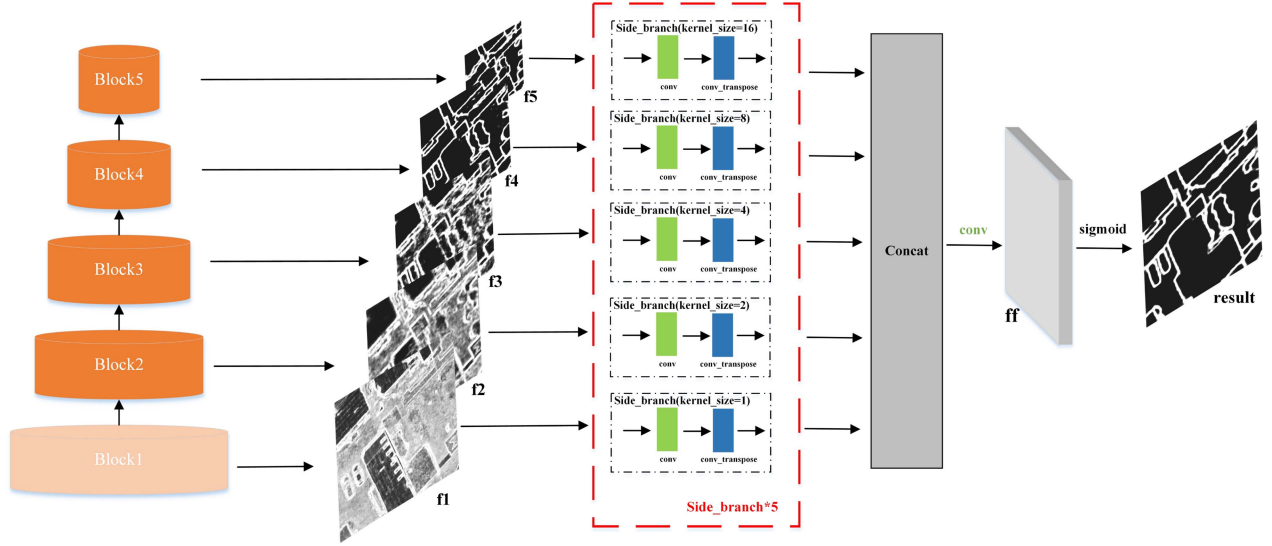 Block5
Block4
Block3
Block2
Block1
f5
f4
f3
f2
f1
Side_branch(kernel_size=16)
conv
conv_transpose
Side_branch(kernel_size=8)
conv
conv_transpose
Side_branch(kernel_size=4)
conv
conv_transpose
Side_branch(kernel_size=2)
conv
conv_transpose
Side_branch(kernel_size=1)
conv
conv_transpose
Side_branch*5
Concat
conv
ff
sigmoid
result